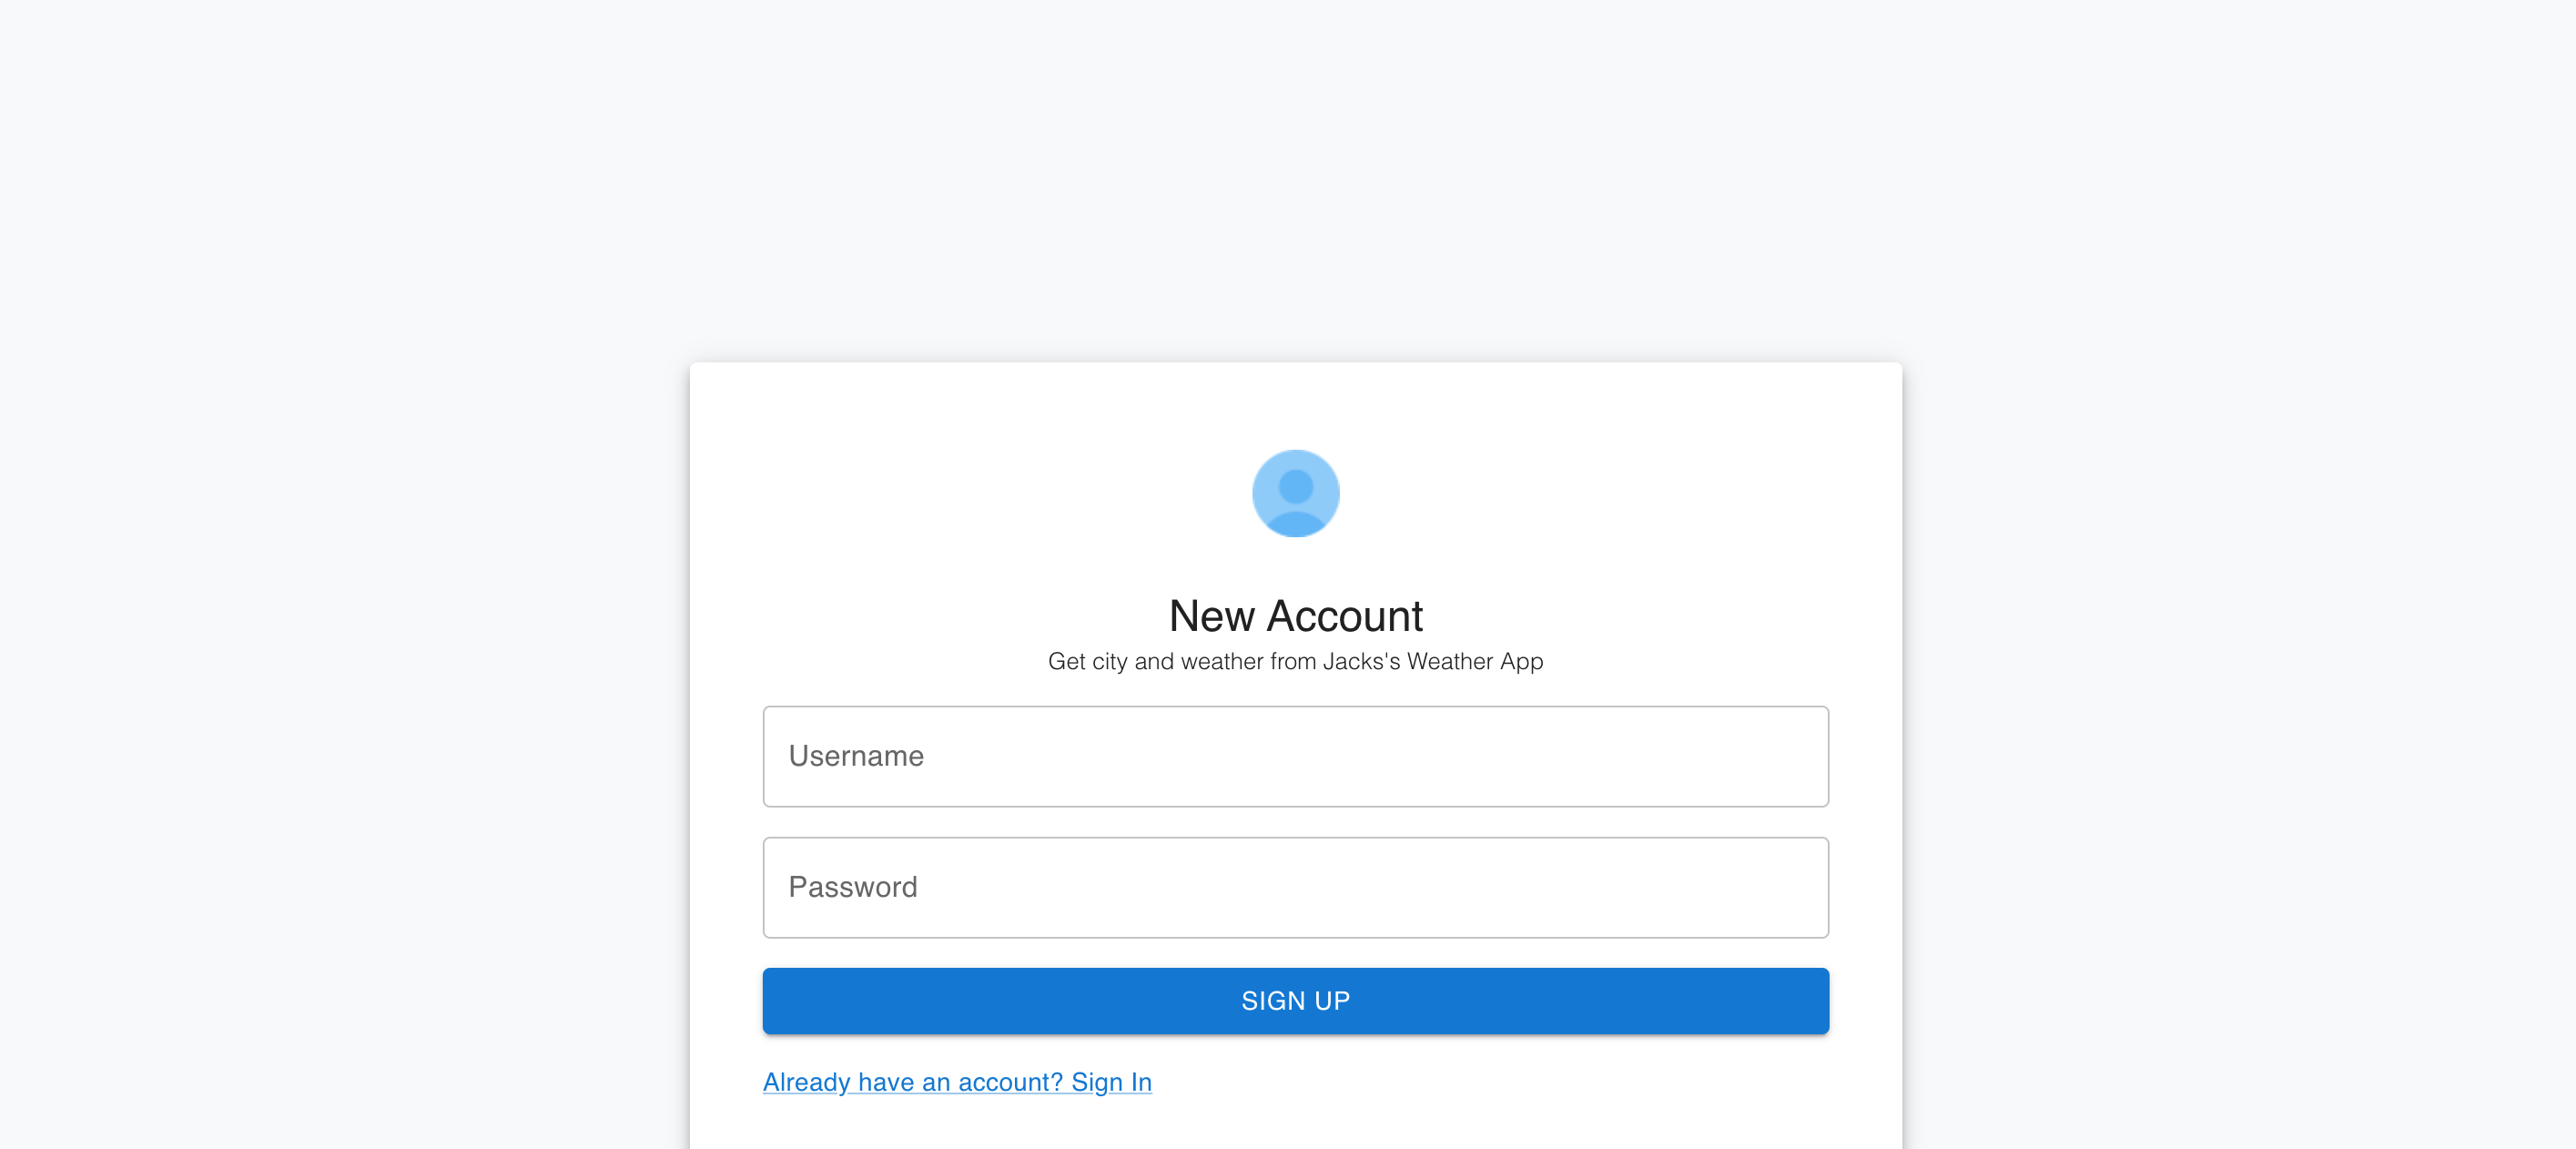 New Account
Get city and weather from Jacks's Weather App
Username
Password
SIGN UP
Already have an account? Sign In